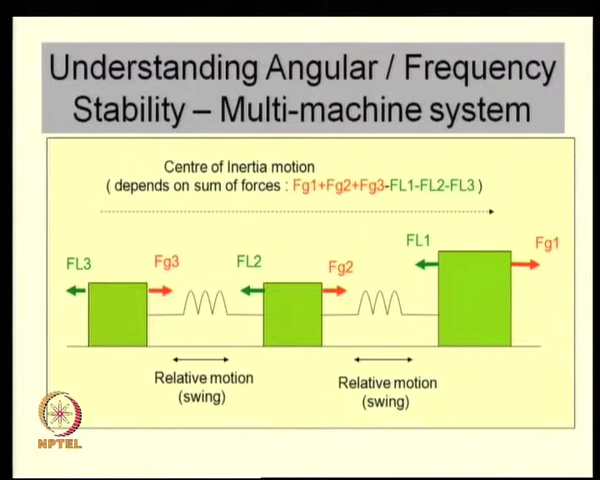 Understanding Angular / Frequency
Stability – Multi-machine system
Centre of Inertia motion
( depends on sum of forces : Fg1+Fg2+Fg3-FL1-FL2-FL3 )
FL3
Fg3
FL2
Fg2
FL1
Fg1
Relative motion
(swing)
Relative motion
(swing)
NPTEL